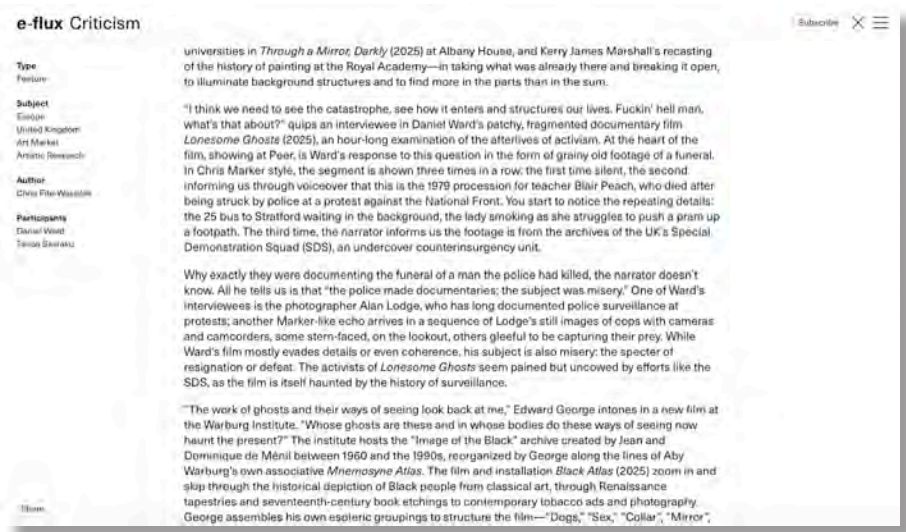 e-flux Criticism
Subscribe
Type
Feature
Subject
Europe
United Kingdom
Art Market
Artistic Research
Author
Chris Fite-Wassilak
Participants
Daniel Ward
universities in Through a Mirror, Darkly (2025) at Albany House, and Kerry James Marshall's recasting
of the history of painting at the Royal Academy—in taking what was already there and breaking it open,
to illuminate background structures and to find more in the parts than in the sum.
"I think we need to see the catastrophe, see how it enters and structures our lives. Fuckin' hell man,
what's that about?" quips an interviewee in Daniel Ward's patchy, fragmented documentary film
Lonesome Ghosts (2025), an hour-long examination of the afterlives of activism. At the heart of the
film, showing at Peer, is Ward's response to this question in the form of grainy old footage of a funeral.
In Chris Marker style, the segment is shown three times in a row: the first time silent, the second
informing us through voiceover that this is the 1979 procession for teacher Blair Peach, who died after
being struck by police at a protest against the National Front. You start to notice the repeating details:
the 25 bus to Stratford waiting in the background, the lady smoking as she struggles to push a pram up
a footpath. The third time, the narrator informs us the footage is from the archives of the UK's Special
Demonstration Squad (SDS), an undercover counterinsurgency unit.
Why exactly they were documenting the funeral of a man the police had killed, the narrator doesn't
know. All he tells us is that "the police made documentaries; the subject was misery." One of Ward's
interviewees is the photographer Alan Lodge, who has long documented police surveillance at
protests; another Marker-like echo arrives in a sequence of Lodge's still images of cops with cameras
and camcorders, some stern-faced, on the lookout, others gleeful to be capturing their prey. While
Ward's film mostly evades details or even coherence, his subject is also misery: the specter of
resignation or defeat. The activists of Lonesome Ghosts seem pained but uncowed by efforts like the
SDS, as the film is itself haunted by the history of surveillance.
"The work of ghosts and their ways of seeing look back at me," Edward George intones in a new film at
the Warburg Institute. "Whose ghosts are these and in whose bodies do these ways of seeing now
haunt the present?" The institute hosts the "Image of the Black" archive created by Jean and
Dominique de Ménil between 1960 and the 1990s, reorganized by George along the lines of Aby
Warburg's own associative Mnemosyne Atlas. The film and installation Black Atlas (2025) zoom in and
skip through the historical depiction of Black people from classical art, through Renaissance
tapestries and seventeenth-century book etchings to contemporary tobacco ads and photography.
George assembles his own esoteric groupings to structure the film—"Dogs," "Sex," "Collar", "Mirror",
Share